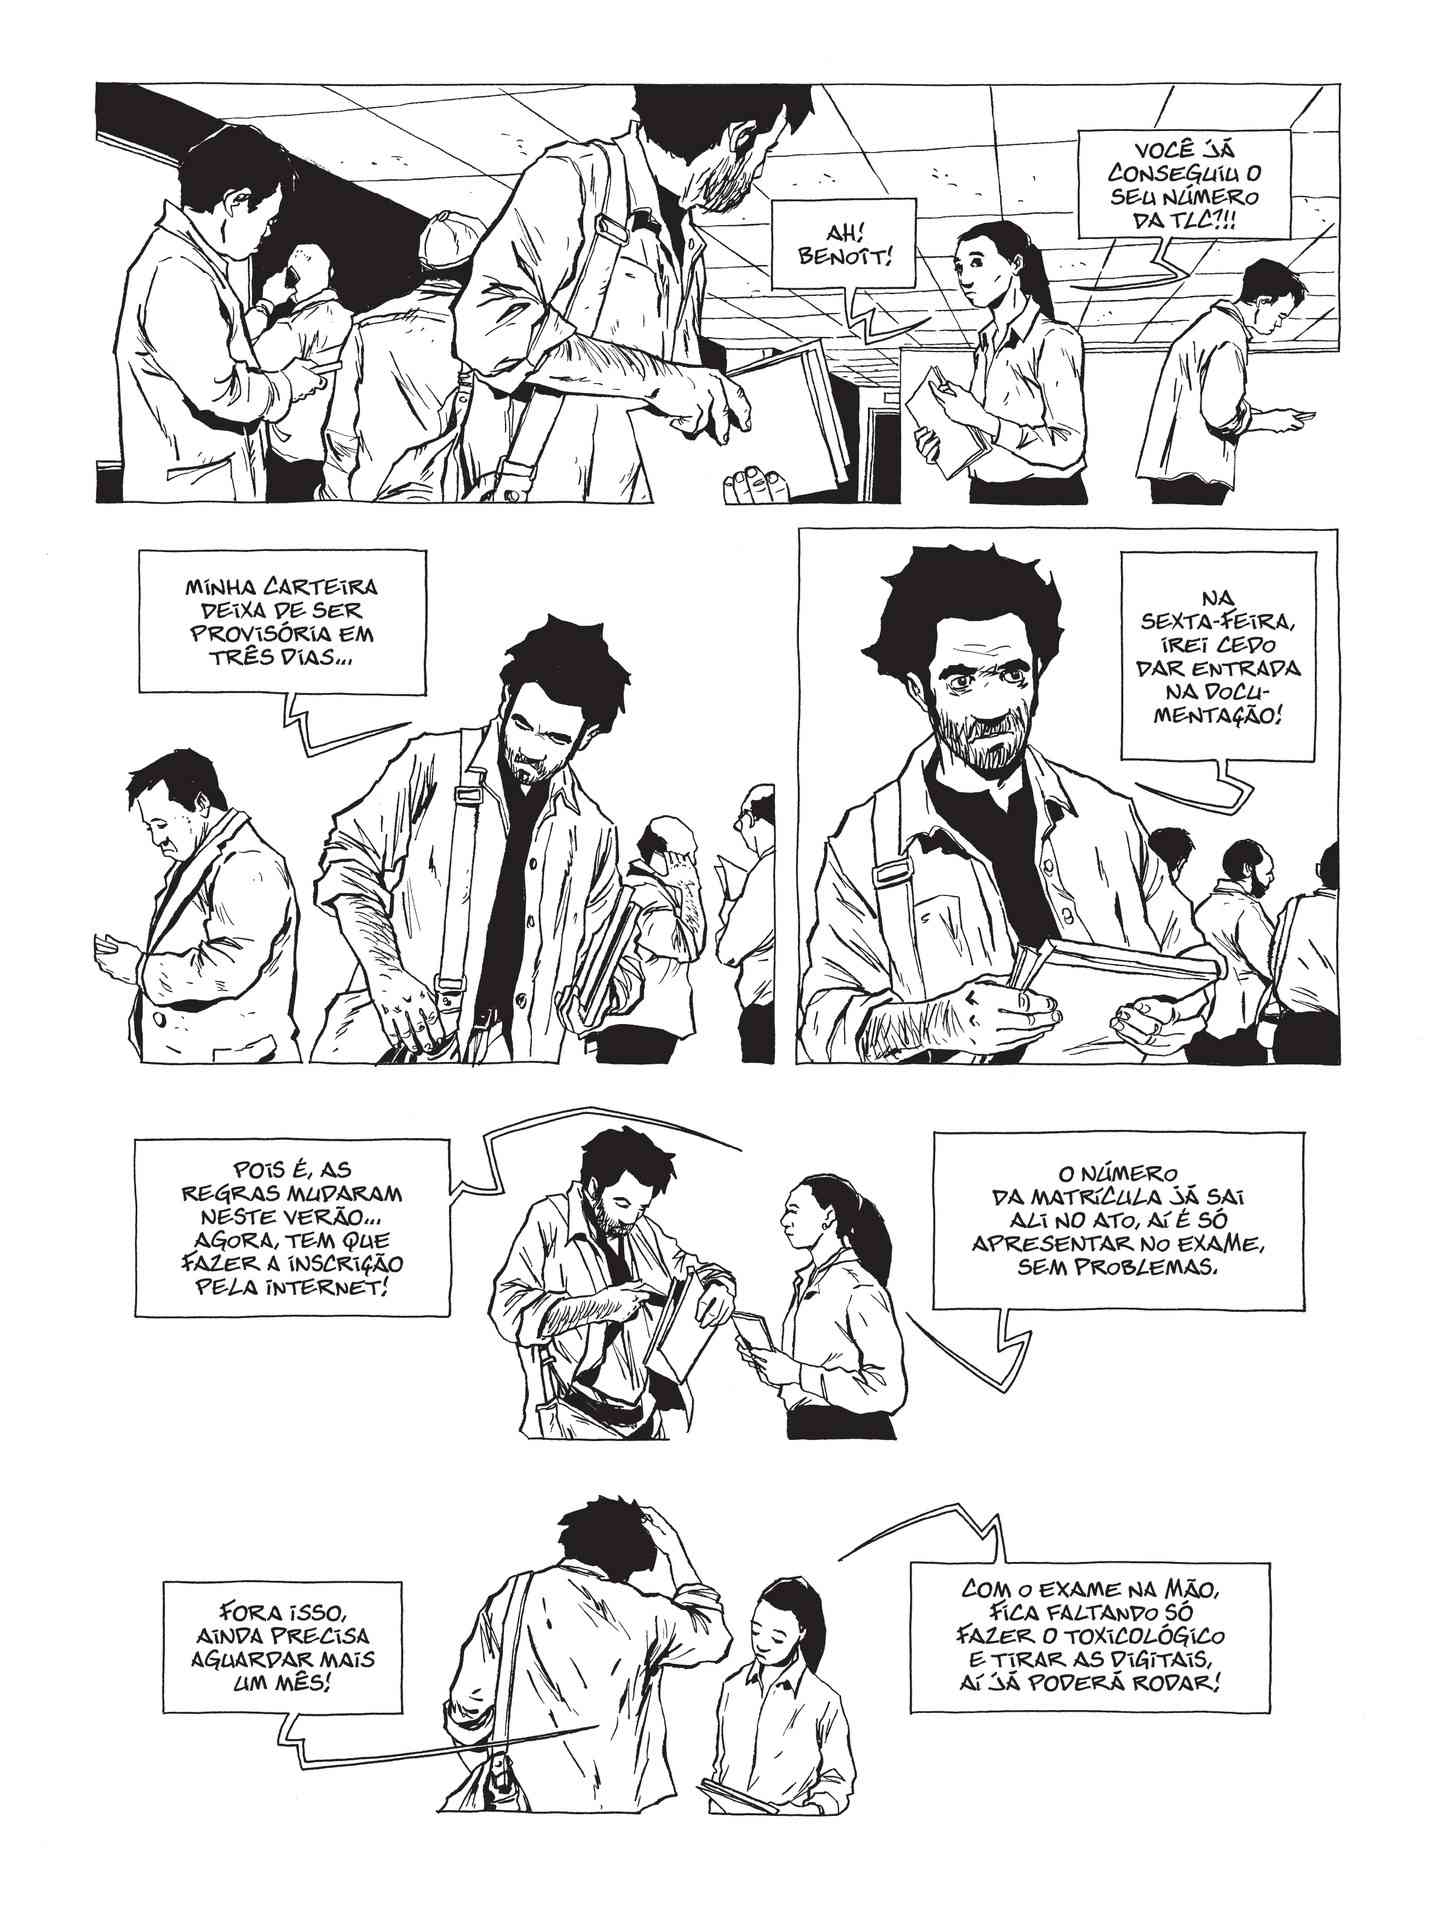 AH!
BENOÎT!
VOCÊ JÁ
CONSEGUIU O
SEU NÚMERO
DA TLC?!!
MINHA CARTEIRA
DEIXA DE SER
PROVISÓRIA EM
TRÊS DIAS...
NA
SEXTA-FEIRA,
IREI CEDO
DAR ENTRADA
NA DOCU-
MENTAÇÃO!
POIS É, AS
REGRAS MUDARAM
NESTE VERÃO...
AGORA, TEM QUE
FAZER A INSCRIÇÃO
PELA INTERNET!
O NÚMERO
DA MATRÍCULA JÁ SAI
ALI NO ATO, AÍ É SÓ
APRESENTAR NO EXAME,
SEM PROBLEMAS.
FORA ISSO,
AINDA PRECISA
AGUARDAR MAIS
UM MÊS!
COM O EXAME NA MÃO,
FICA FALTANDO SÓ
FAZER O TOXICOLÓGICO
E TIRAR AS DIGITAIS,
AÍ JÁ PODERÁ RODAR!